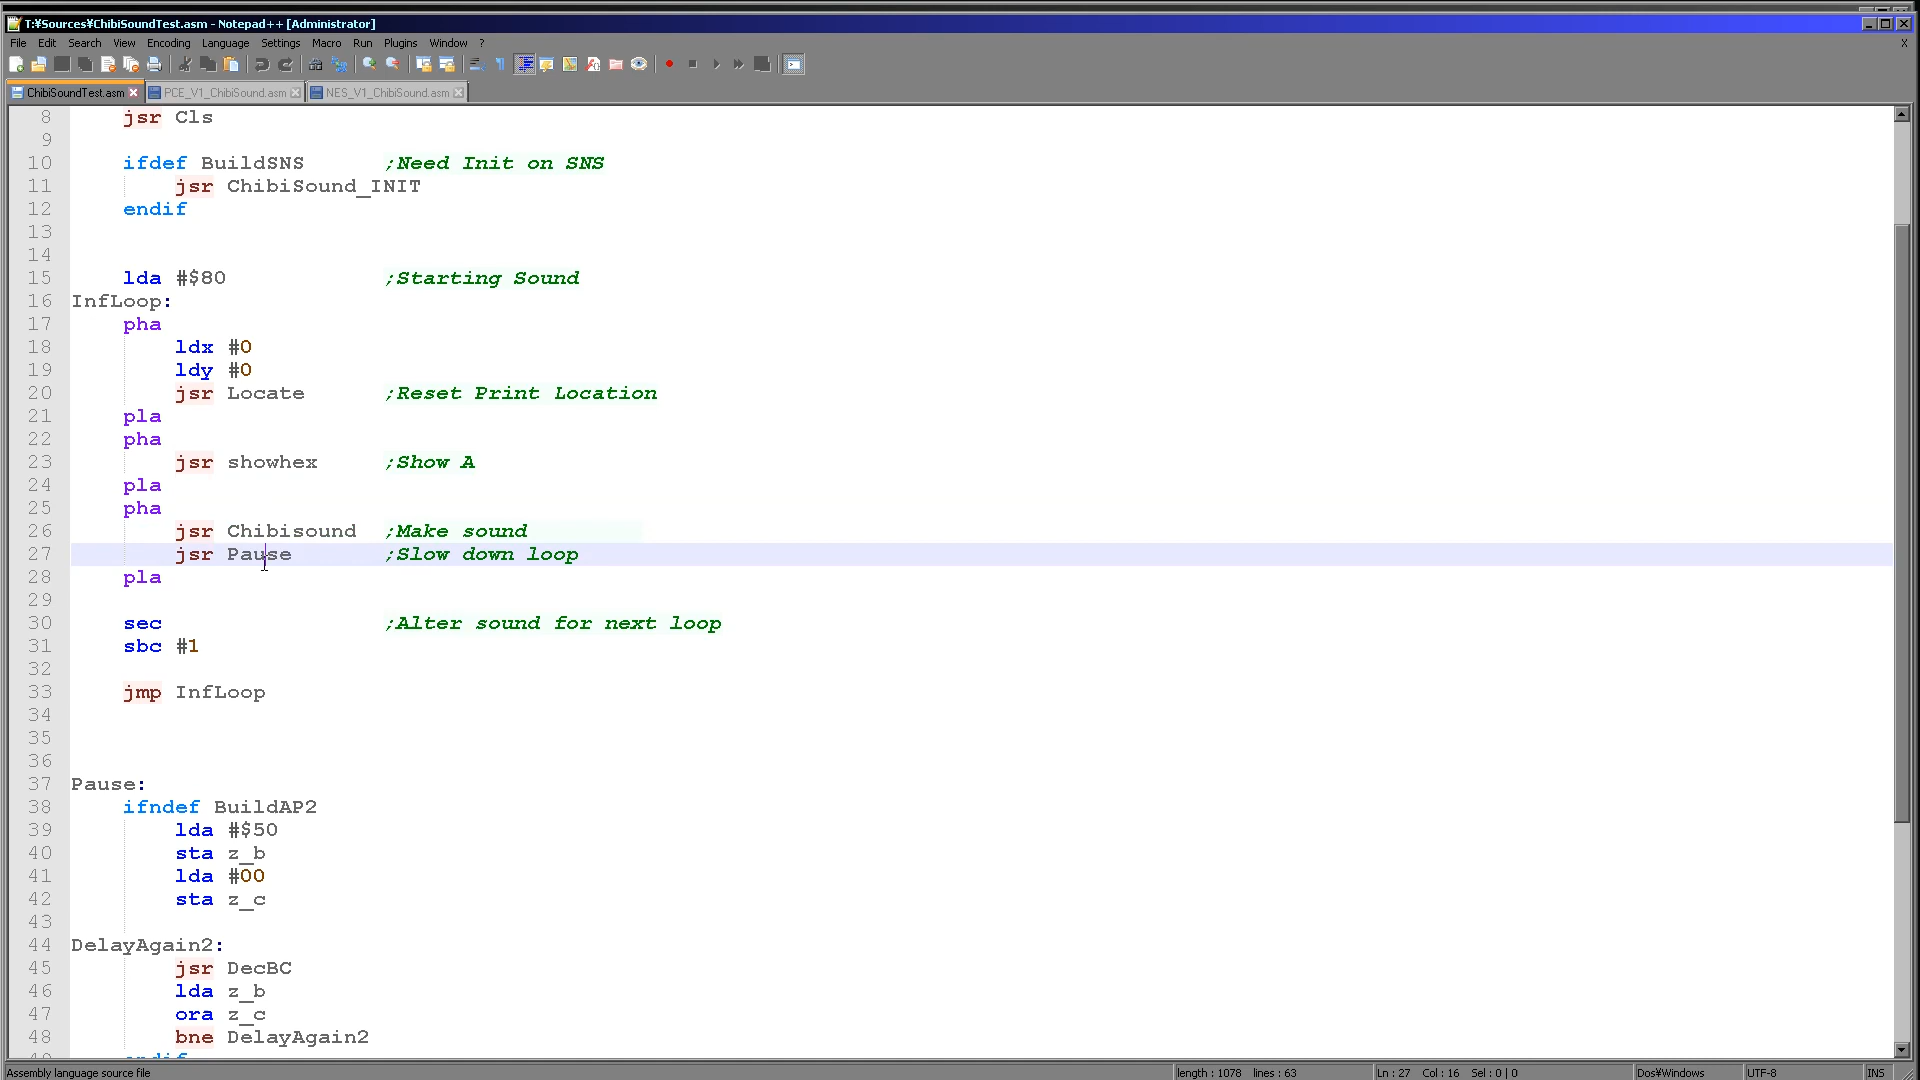 T:¥Sources¥ChibiSoundTest.asm - Notepad++ [Administrator]
File Edit Search View Encoding Language Settings Macro Run Plugins Window ? X
ChibiSoundTest.asm PCE_V1_ChibiSound.asm NES_V1_ChibiSound.asm
8 jsr Cls
9
10 ifdef BuildSNS ;Need Init on SNS
11 jsr ChibiSound_INIT
12 endif
13
14
15 lda #$80 ;Starting Sound
16 InfLoop:
17 pha
18 ldx #0
19 ldy #0
20 jsr Locate ;Reset Print Location
21 pla
22 pha
23 jsr showhex ;Show A
24 pla
25 pha
26 jsr Chibisound ;Make sound
27 jsr Pause ;Slow down loop
28 pla
29
30 sec ;Alter sound for next loop
31 sbc #1
32
33 jmp InfLoop
34
35
36
37 Pause:
38 ifndef BuildAP2
39 lda #$50
40 sta z_b
41 lda #00
42 sta z_c
43
44 DelayAgain2:
45 jsr DecBC
46 lda z_b
47 ora z_c
48 bne DelayAgain2
49 endif
Assembly language source file length : 1078 lines : 63 Ln : 27 Col : 16 Sel : 0 | 0 Dos¥Windows UTF-8 INS